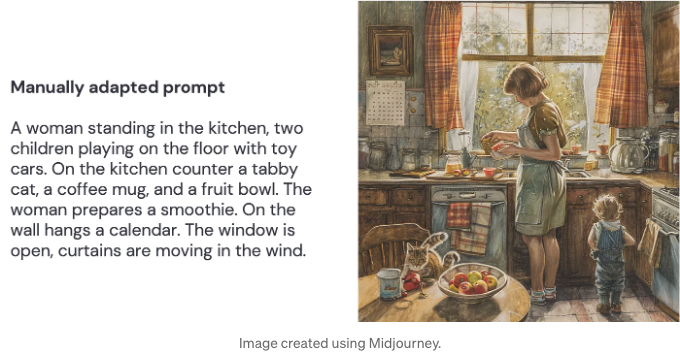 Manually adapted prompt
A woman standing in the kitchen, two
children playing on the floor with toy
cars. On the kitchen counter a tabby
cat, a coffee mug, and a fruit bowl. The
woman prepares a smoothie. On the
wall hangs a calendar. The window is
open, curtains are moving in the wind.
Image created using Midjourney.